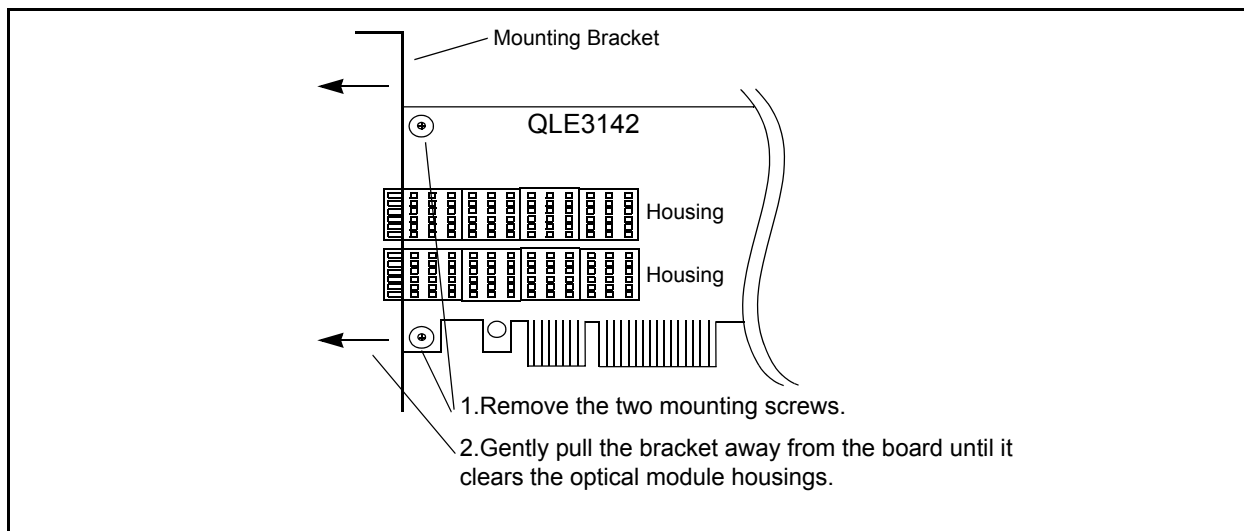 Mounting Bracket
QLE3142
Housing
Housing
1.Remove the two mounting screws.
2.Gently pull the bracket away from the board until it
clears the optical module housings.